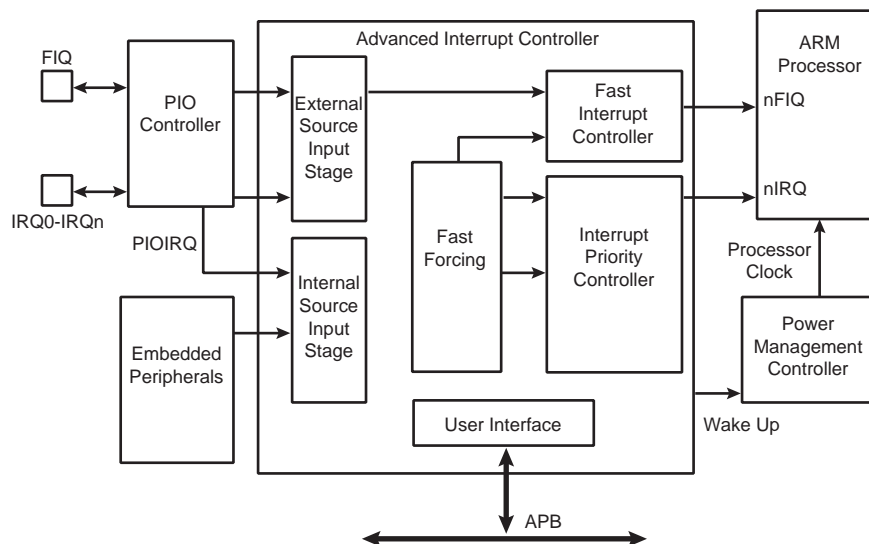 Advanced Interrupt Controller
FIQ
PIO
Controller
IRQ0-IRQn
PIOIRQ
External
Source
Input
Stage
Internal
Source
Input
Stage
Embedded
Peripherals
Fast
Forcing
Fast
Interrupt
Controller
Interrupt
Priority
Controller
User Interface
APB
ARM
Processor
nFIQ
nIRQ
Processor
Clock
Power
Management
Controller
Wake Up